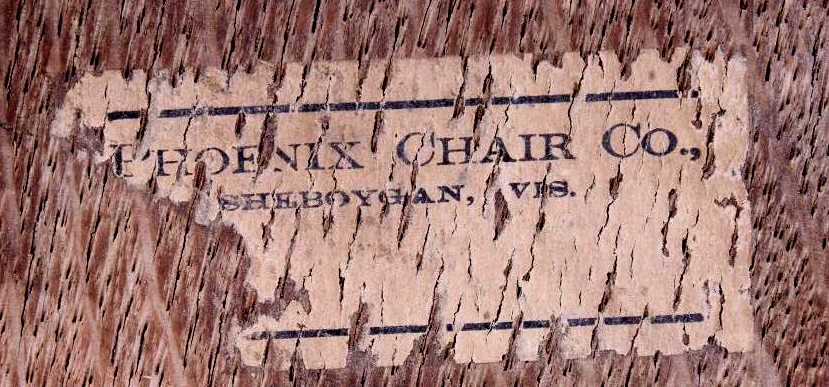 PHOENIX CHAIR CO.,
SHEBOYGAN, WIS.